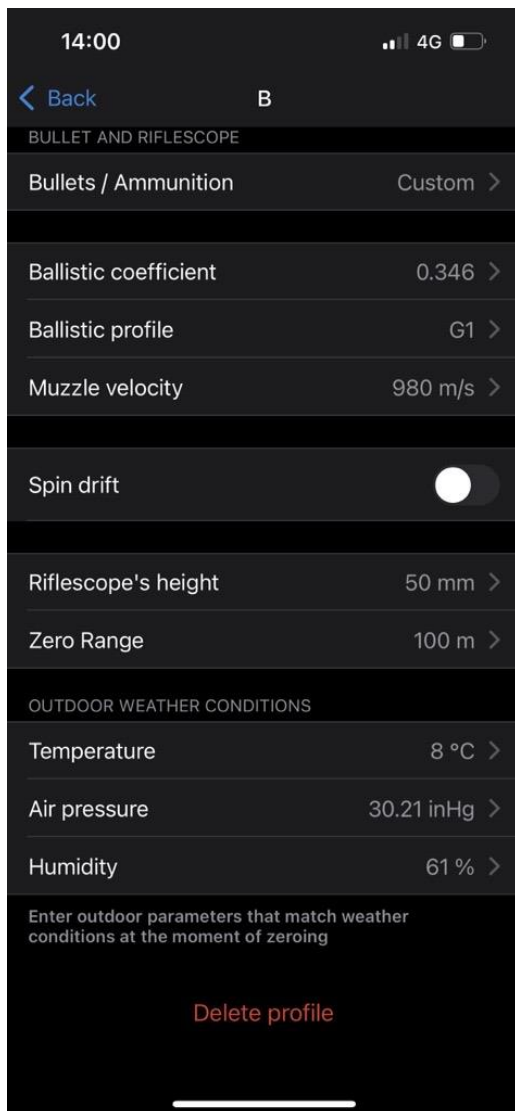 14:00
4G
Back
B
BULLET AND RIFLESCOPE
Bullets / Ammunition Custom
Ballistic coefficient 0.346
Ballistic profile G1
Muzzle velocity 980 m/s
Spin drift
Riflescope's height 50 mm
Zero Range 100 m
OUTDOOR WEATHER CONDITIONS
Temperature 8 °C
Air pressure 30.21 inHg
Humidity 61 %
Enter outdoor parameters that match weather
conditions at the moment of zeroing
Delete profile